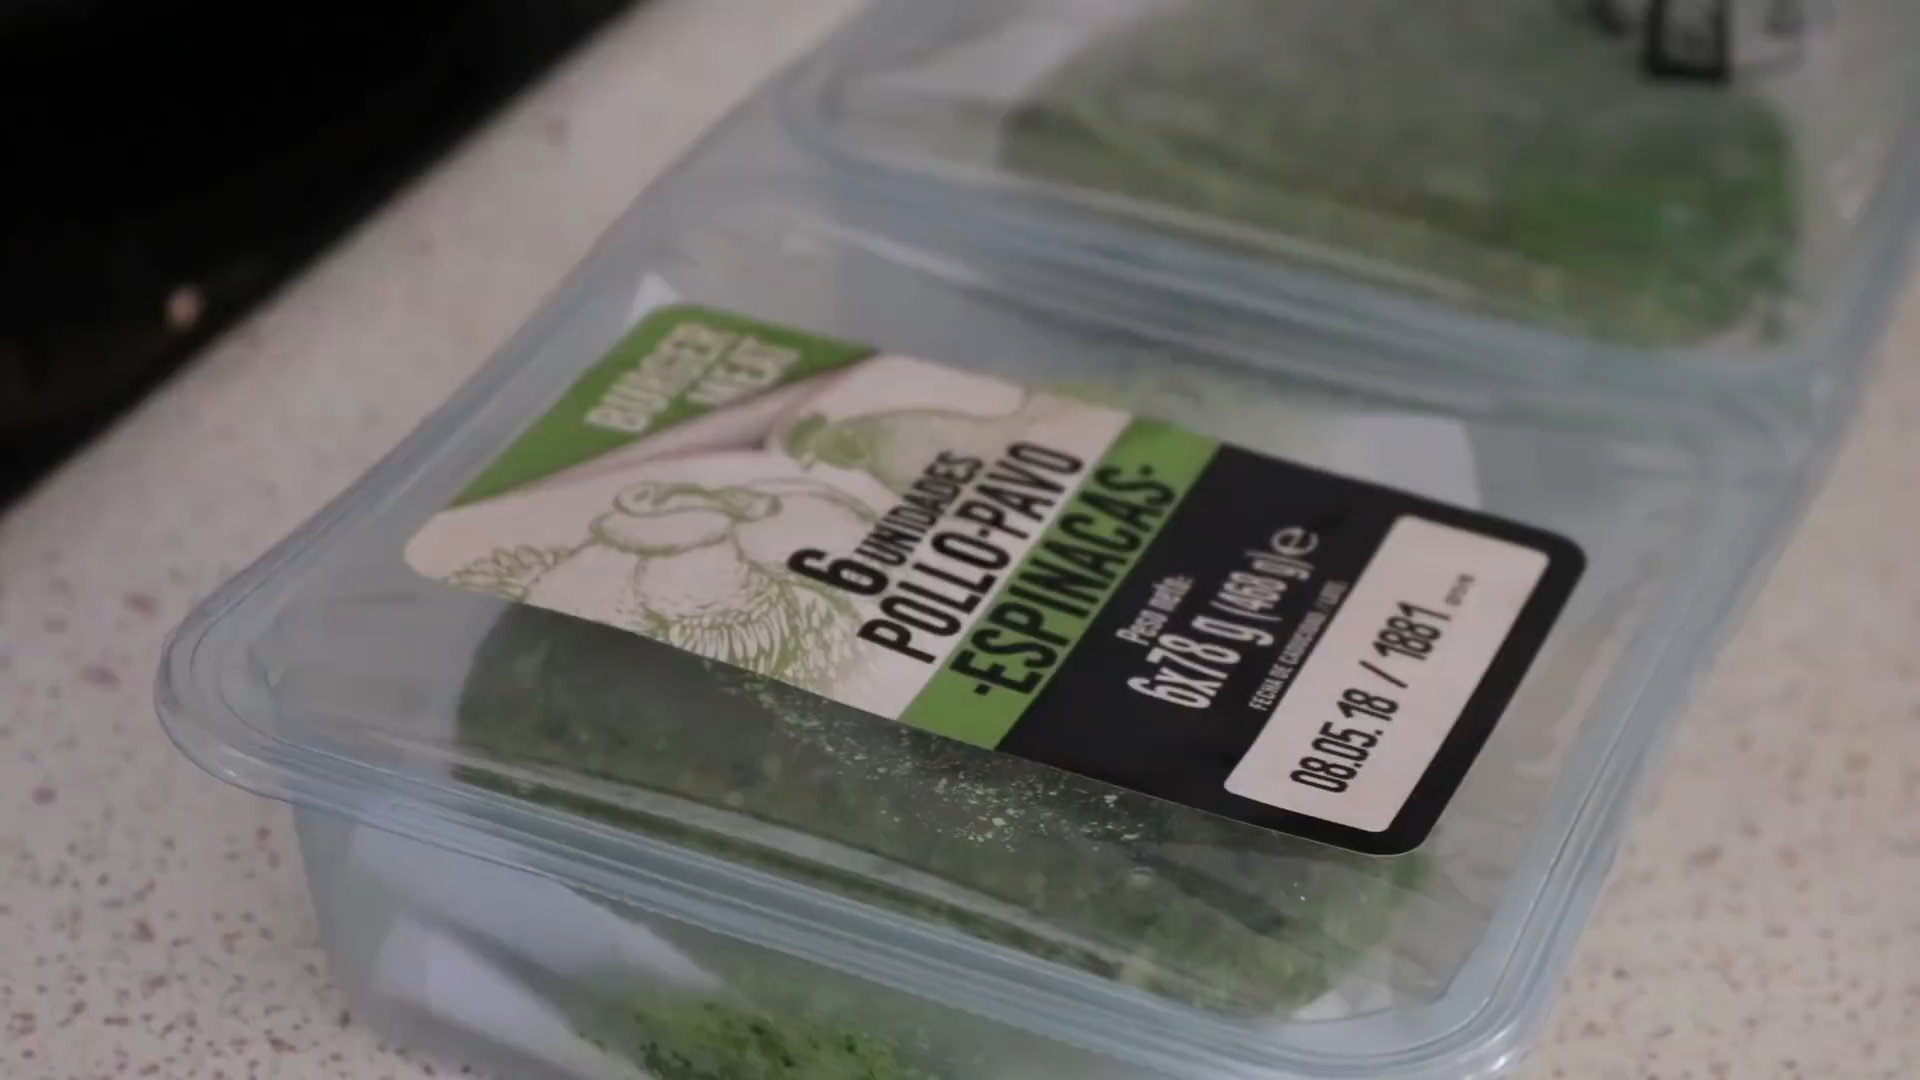 BURGER
MEAT
6 UNIDADES
POLLO-PAVO
-ESPINACAS-
Peso neto:
6x78 g (468 g) e
FECHA DE CADUCIDAD / LOTE
08.05.18 / 1881